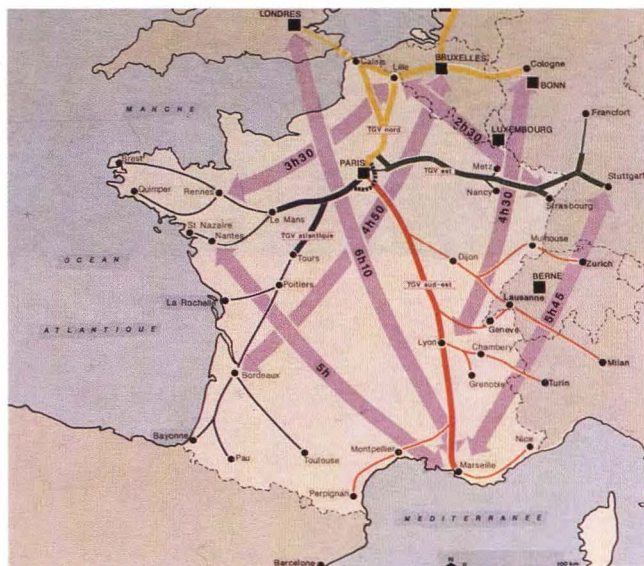 LONDRES
Calais
Lille
BRUXELLES
Cologne
BONN
MANCHE
TGV nord
2h30
LUXEMBOURG
Francfort
3h30
Brest
PARIS
Metz
TGV est
Stuttgart
Quimper
Rennes
Nancy
Strasbourg
Le Mans
4h50
4h30
St Nazaire
Nantes
TGV atlantique
6h10
Mulhouse
OCEAN
Tours
Dijon
Zurich
BERNE
Poitiers
TGV sud-est
Lausanne
5h45
La Rochelle
Genève
ATLANTIQUE
Lyon
Chambery
Milan
Bordeaux
5h
Grenoble
Turin
Bayonne
Montpellier
Nice
Pau
Toulouse
Marseille
Perpignan
MEDITERRANEE
Barcelone
N
100 km